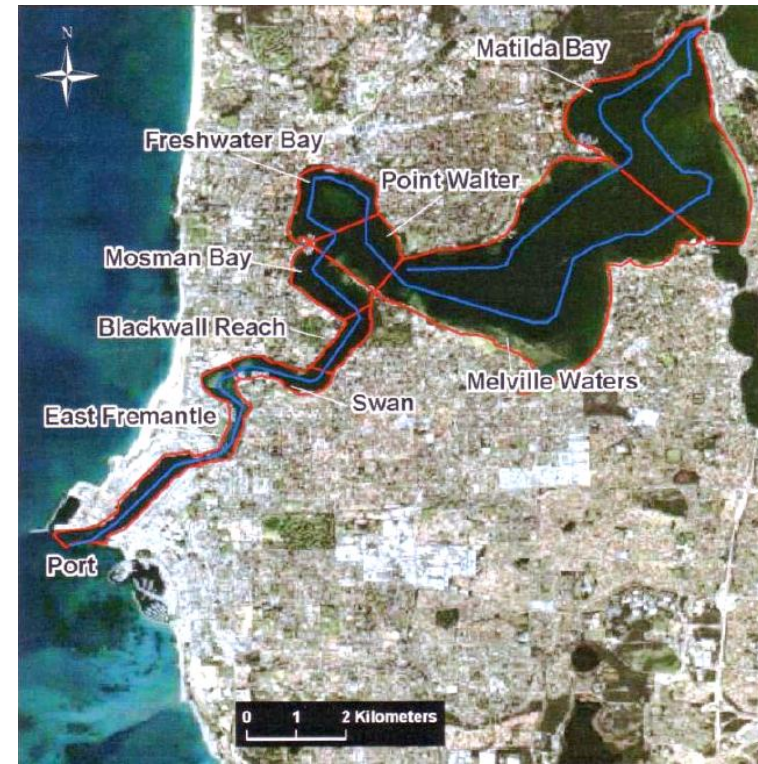 N
Matilda Bay
Freshwater Bay
Point Walter
Mosman Bay
Blackwall Reach
Melville Waters
Swan
East Fremantle
Port
0 1 2 Kilometers